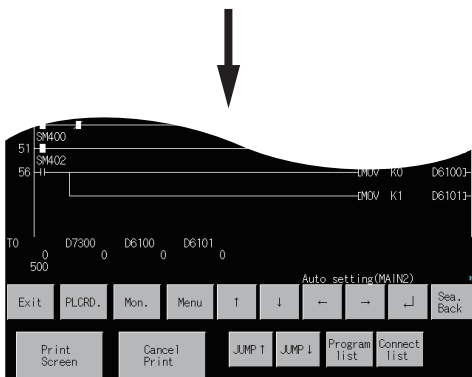 SM400
51
SM402
56 [MOV K0 D6100]
[MOV K1 D6101]
T0 D7300 D6100 D6101
0 0 0 0
500
Auto setting(MAIN2)
Exit PLCRD. Mon. Menu ↑ ↓ ← → ↵ Sea. Back
Print Screen Cancel Print JUMP↑ JUMP↓ Program list Connect list